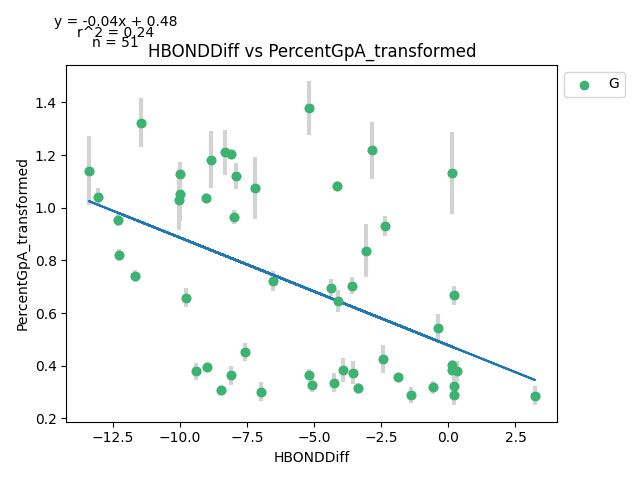 y = -0.04x + 0.48
r^2 = 0.24
n = 51
HBONDDiff vs PercentGpA_transformed
G
PercentGpA_transformed
1.4
1.2
1.0
0.8
0.6
0.4
0.2
−12.5 −10.0 −7.5 −5.0 −2.5 0.0 2.5
HBONDDiff